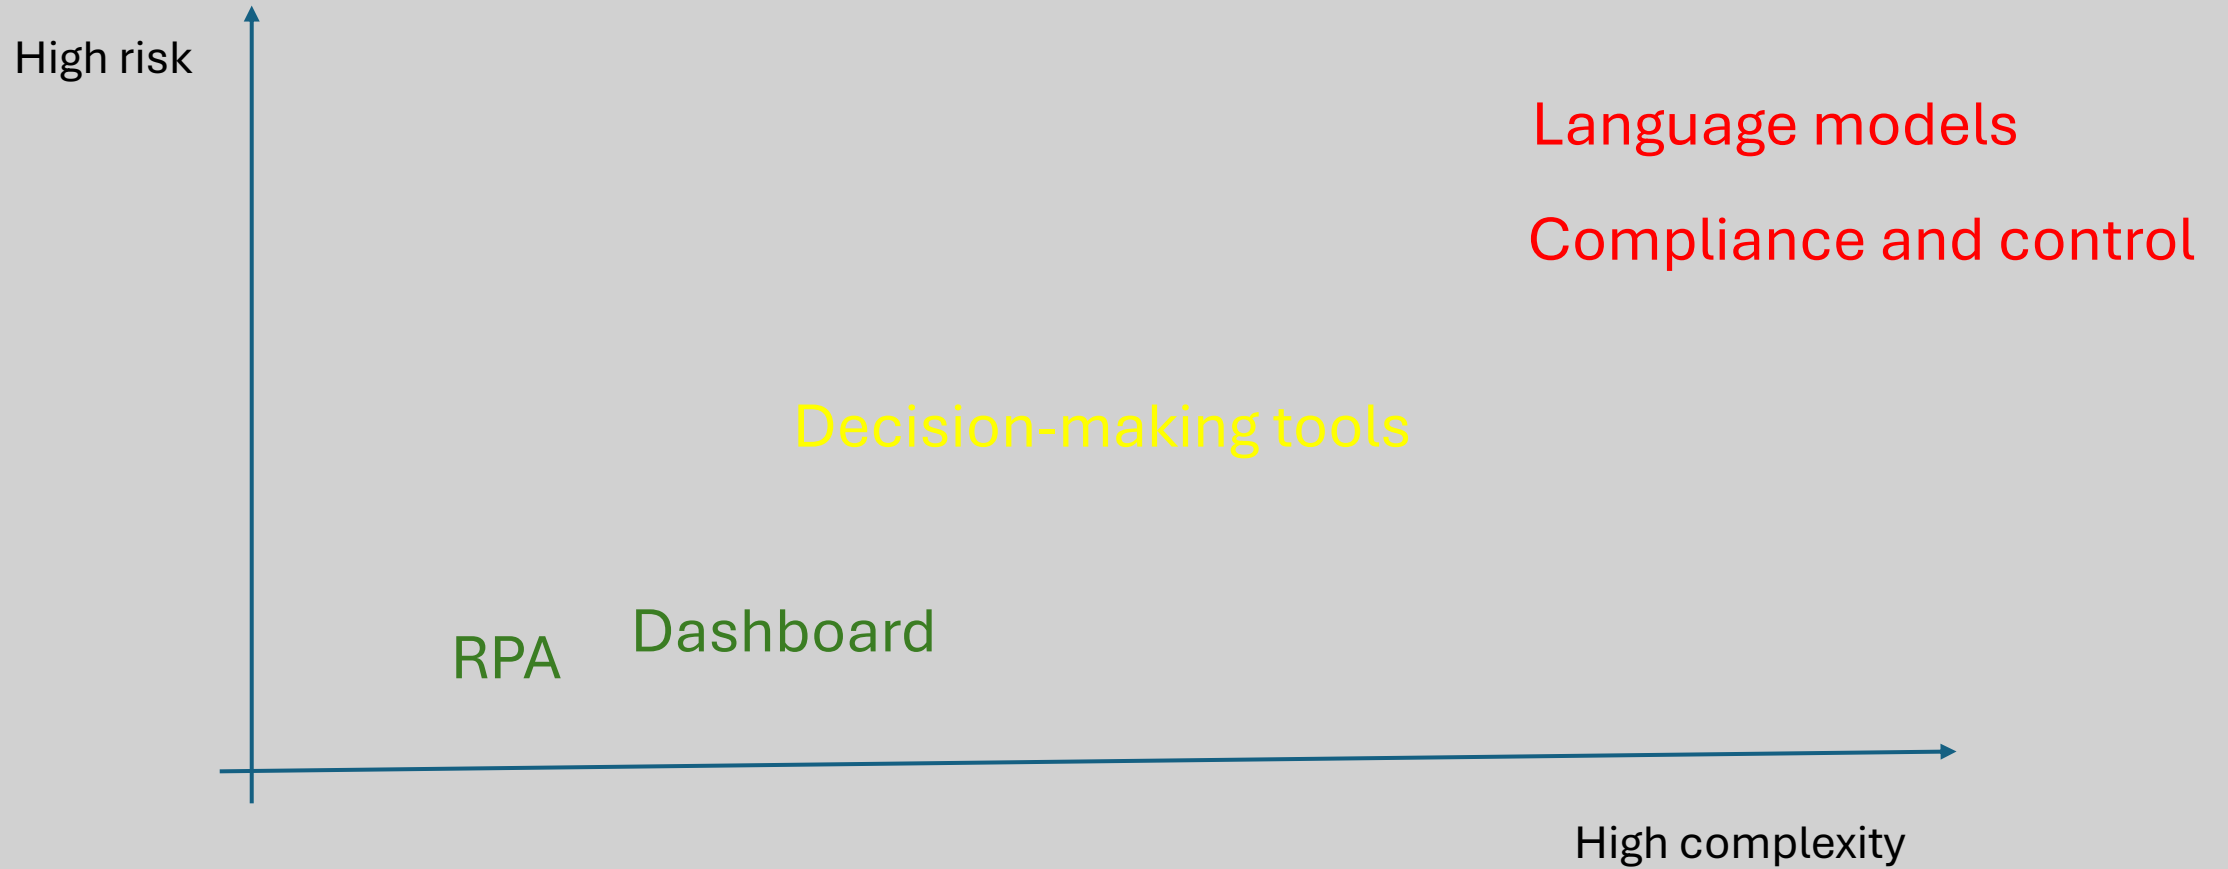 High risk
Language models
Compliance and control
Decision-making tools
Dashboard
RPA
High complexity